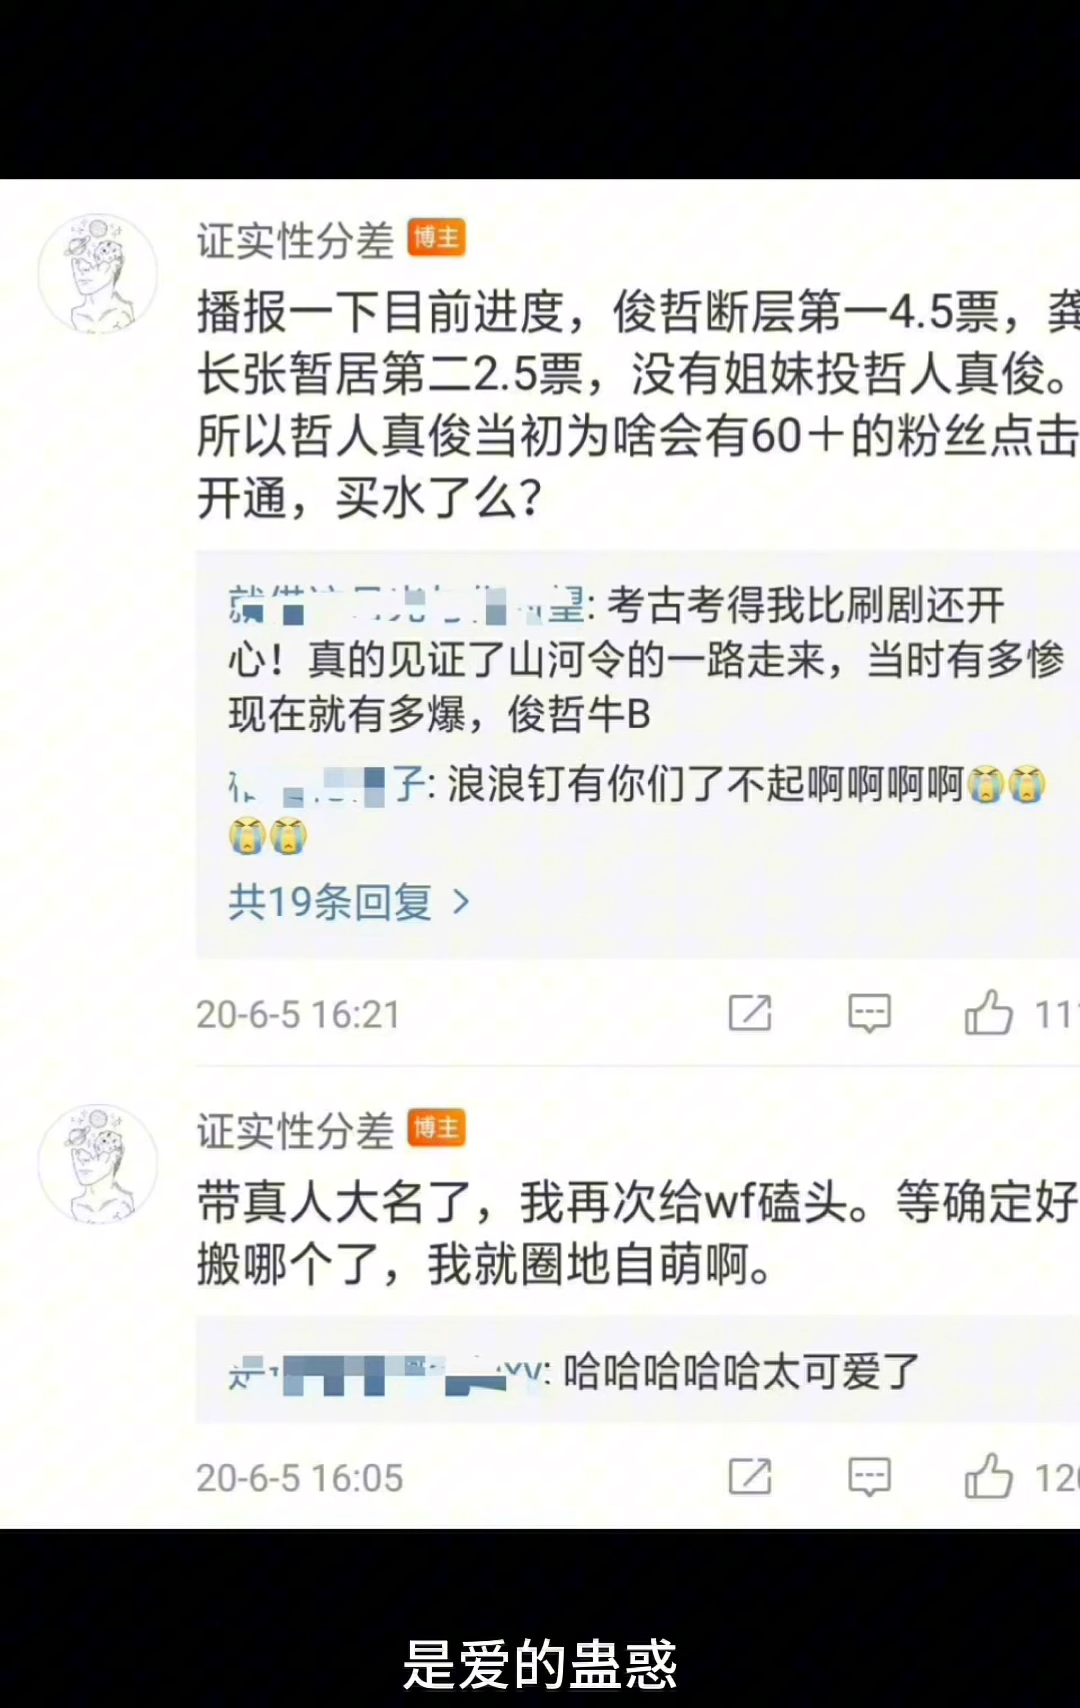 证实性分差 博主
播报一下目前进度，俊哲断层第一4.5票，龚
长张暂居第二2.5票，没有姐妹投哲人真俊。
所以哲人真俊当初为啥会有60＋的粉丝点击
开通，买水了么？
望: 考古考得我比刷剧还开
心！真的见证了山河令的一路走来，当时有多惨
现在就有多爆，俊哲牛B
子: 浪浪钉有你们了不起啊啊啊啊😭😭
😭😭
共19条回复 >
20-6-5 16:21 11
证实性分差 博主
带真人大名了，我再次给wf磕头。等确定好
搬哪个了，我就圈地自萌啊。
xy: 哈哈哈哈哈太可爱了
20-6-5 16:05 120
是爱的蛊惑